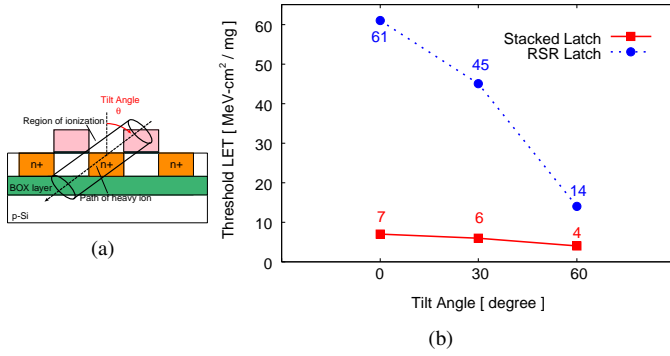 Tilt Angle
θ
Region of ionization
n+ n+ n+
BOX layer
Path of heavy ion
p-Si
(a)
Threshold LET [ MeV-cm² / mg ]
60
50
40
30
20
10
0
Stacked Latch
RSR Latch
61
45
14
7
6
4
0 30 60
Tilt Angle [ degree ]
(b)